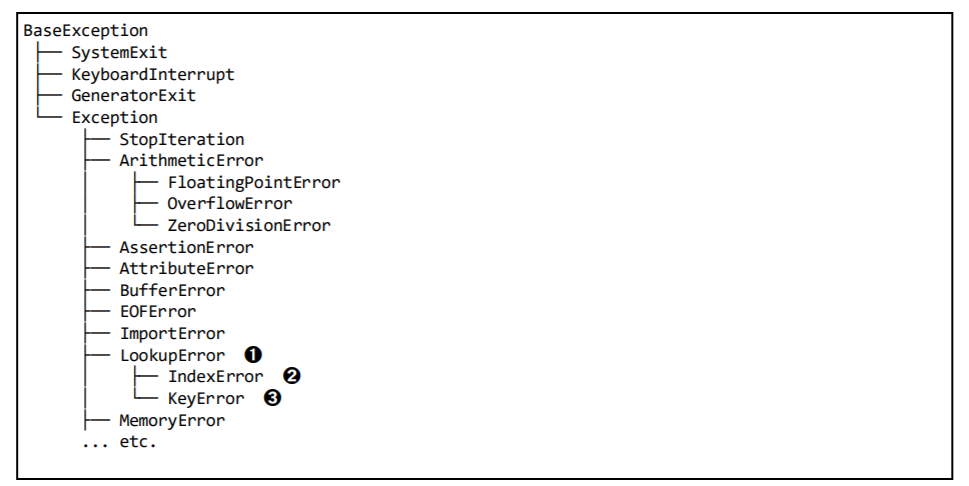 BaseException
├── SystemExit
├── KeyboardInterrupt
├── GeneratorExit
└── Exception
├── StopIteration
├── ArithmeticError
│ ├── FloatingPointError
│ ├── OverflowError
│ └── ZeroDivisionError
├── AssertionError
├── AttributeError
├── BufferError
├── EOFError
├── ImportError
├── LookupError ❶
│ ├── IndexError ❷
│ └── KeyError ❸
├── MemoryError
... etc.